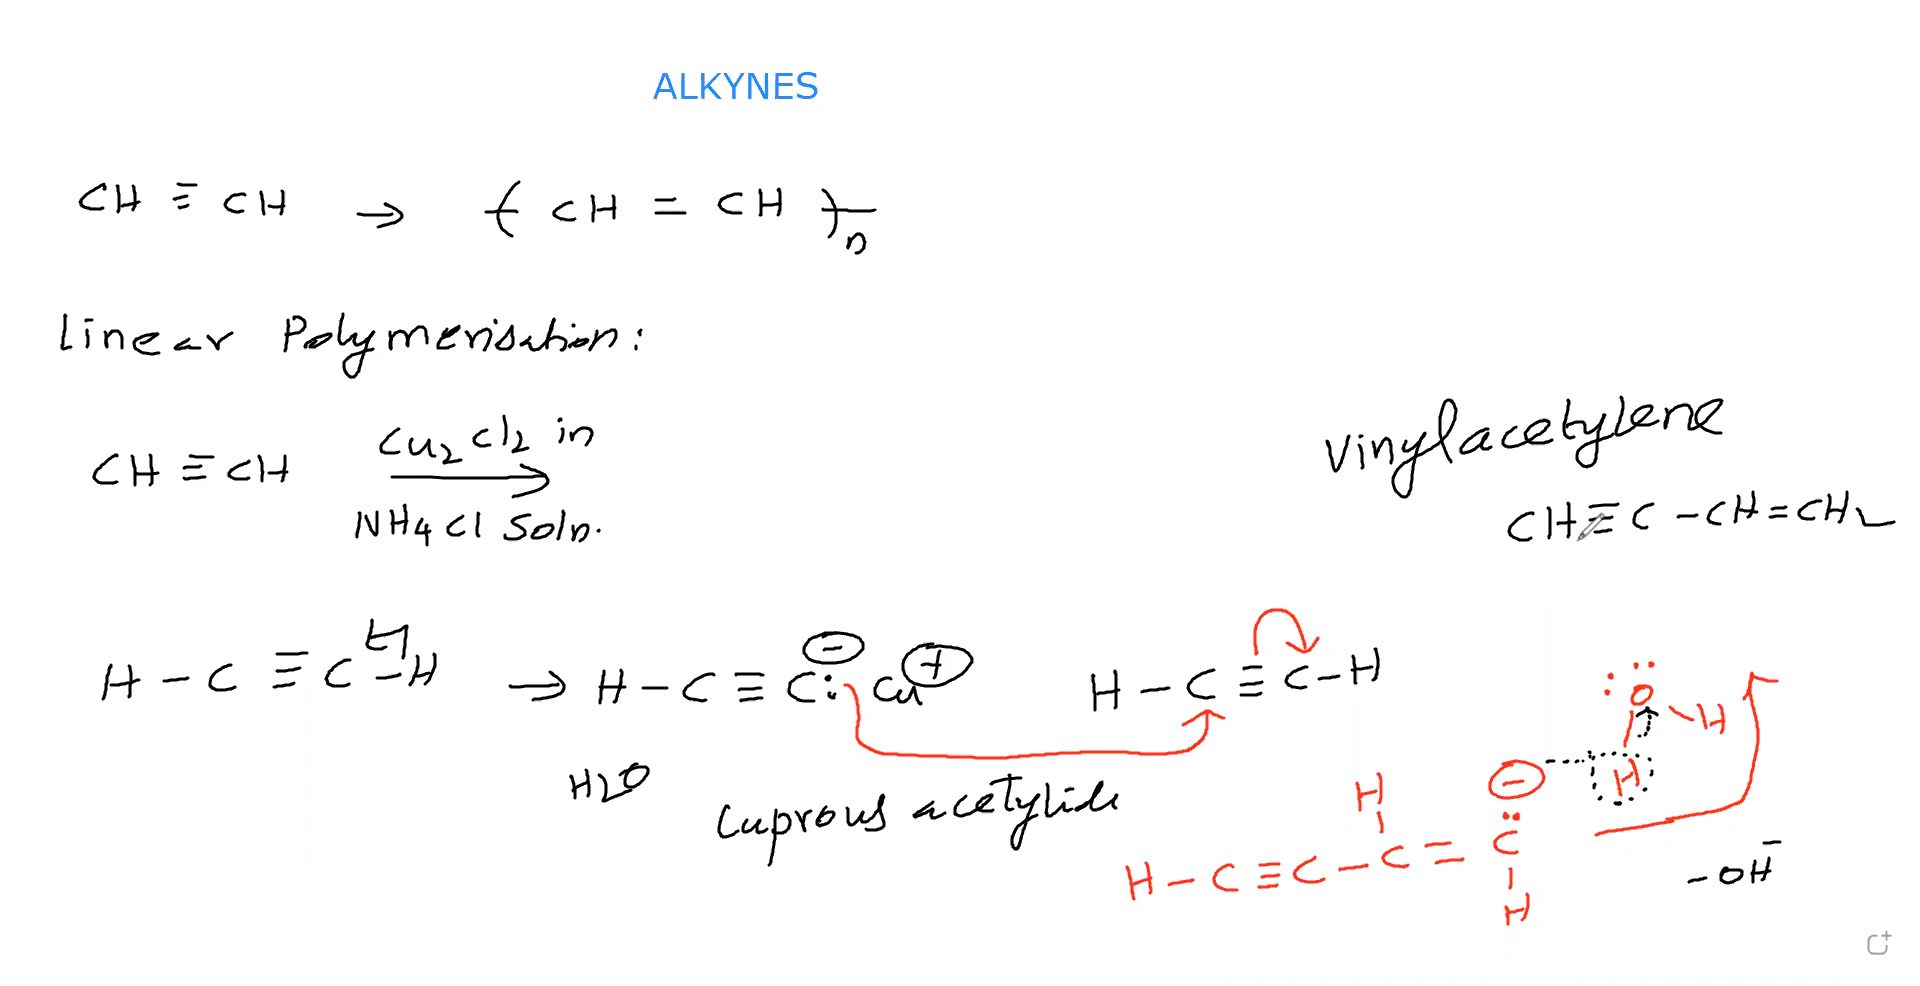 ALKYNES
CH ≡ CH → -( CH = CH )-n
Linear Polymerisation:
CH ≡ CH Cu2Cl2 in NH4Cl Soln. →
Vinylacetylene
CH≡C-CH=CH2
H-C≡C-H → H-C≡C:⊖ Cu⊕ H-C≡C-H
H2O
Cuprous acetylide
:Ö-H
H
H ⊖
H-C≡C-C=C̈
H
-OH⁻